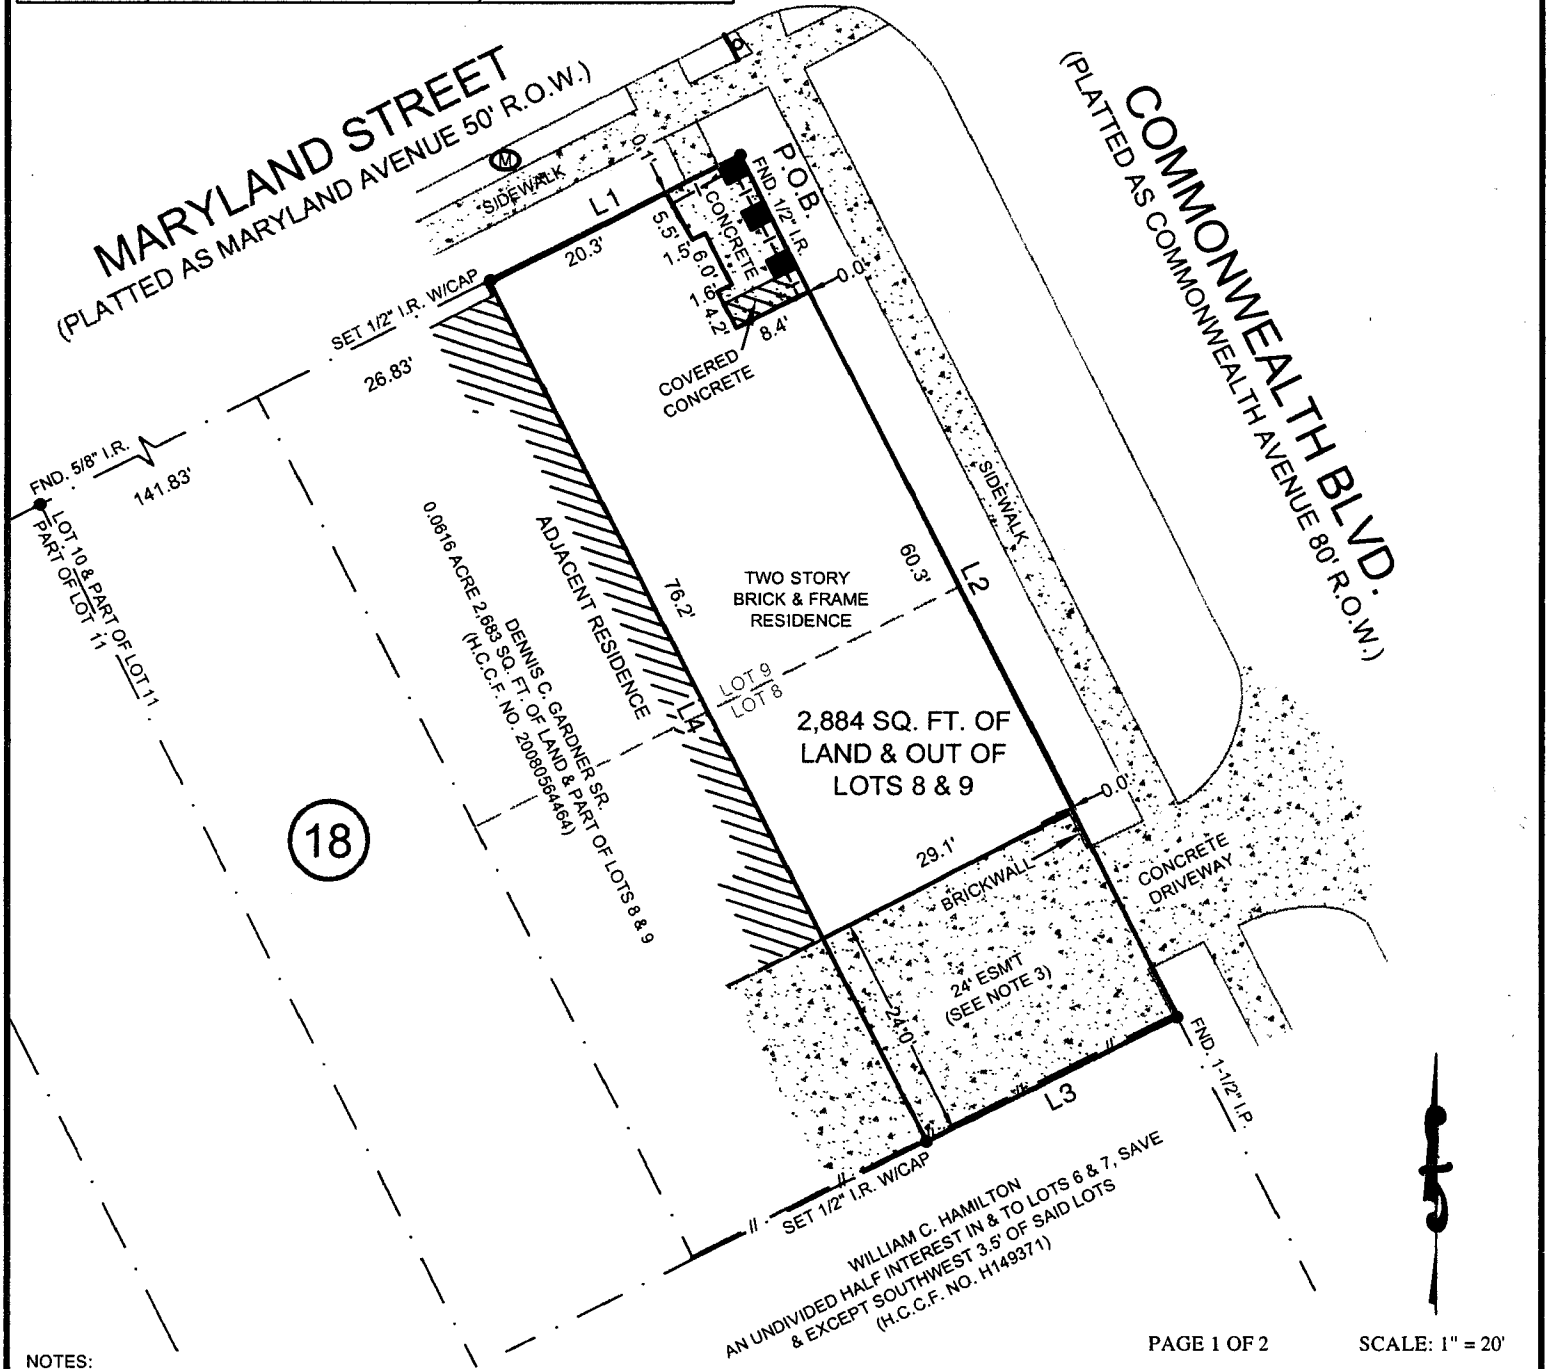 MARYLAND STREET
(PLATTED AS MARYLAND AVENUE 50' R.O.W.)
COMMONWEALTH BLVD.
(PLATTED AS COMMONWEALTH AVENUE 80' R.O.W.)
M
SIDEWALK
L1
20.3'
0.1'
P.O.B.
FND. 1/2" I.R.
CONCRETE
5.5'
1.5'
6.0'
1.6'
4.2'
8.4'
0.0'
COVERED
CONCRETE
SET 1/2" I.R. W/CAP
26.83'
FND. 5/8" I.R.
141.83'
LOT 10 & PART OF LOT 11
PART OF LOT 11
ADJACENT RESIDENCE
76.2'
L4
DENNIS C. GARDNER SR.
0.0616 ACRE 2,683 SQ. FT. OF LAND & PART OF LOTS 8 & 9
(H.C.C.F. NO. 20080564464)
TWO STORY
BRICK & FRAME
RESIDENCE
60.3'
L2
SIDEWALK
LOT 9
LOT 8
2,884 SQ. FT. OF
LAND & OUT OF
LOTS 8 & 9
0.0'
18
29.1'
BRICKWALL
CONCRETE
DRIVEWAY
24' ESM'T
(SEE NOTE 3)
24.0'
L3
FND. 1-1/2" I.P.
SET 1/2" I.R. W/CAP
WILLIAM C. HAMILTON
AN UNDIVIDED HALF INTEREST IN & TO LOTS 6 & 7, SAVE
& EXCEPT SOUTHWEST 3.5' OF SAID LOTS
(H.C.C.F. NO. H149371)
NOTES:
PAGE 1 OF 2
SCALE: 1" = 20'